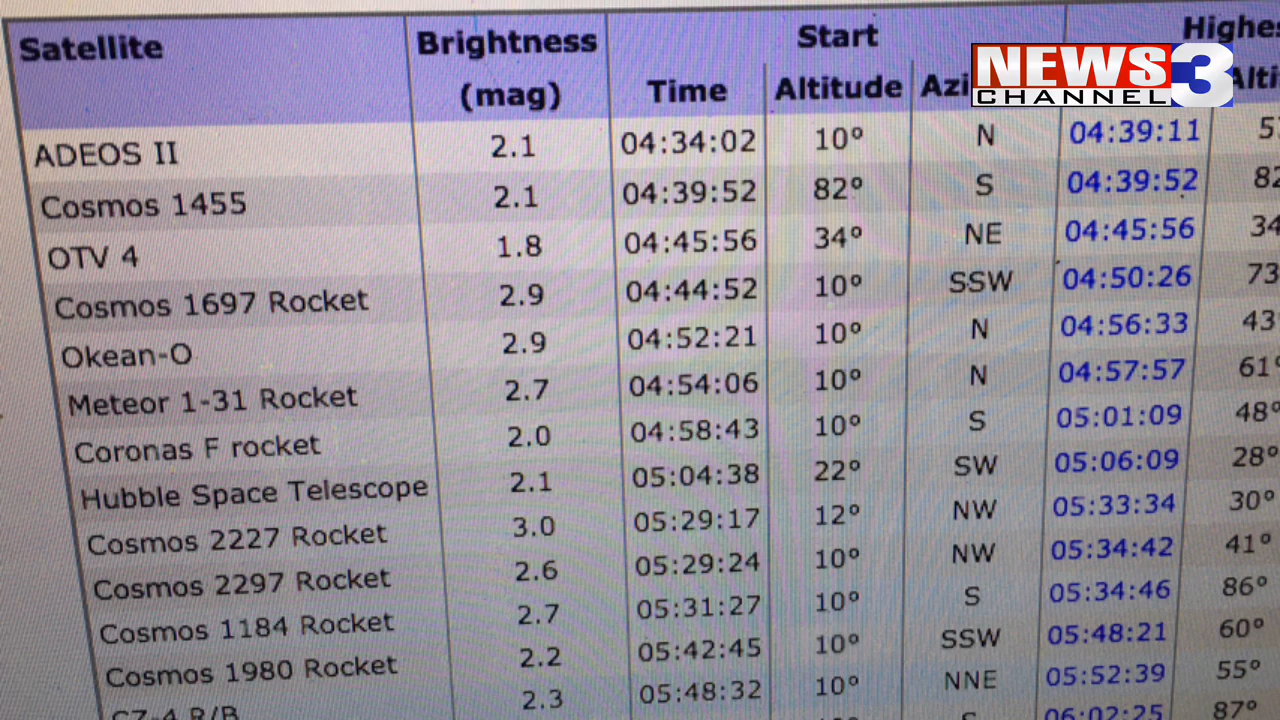 Satellite Brightness Start Highes
(mag) Time Altitude Azi Alti
NEWS 3
CHANNEL
ADEOS II 2.1 04:34:02 10° N 04:39:11
Cosmos 1455 2.1 04:39:52 82° S 04:39:52 82
OTV 4 1.8 04:45:56 34° NE 04:45:56 34
Cosmos 1697 Rocket 2.9 04:44:52 10° SSW 04:50:26 73
Okean-O 2.9 04:52:21 10° N 04:56:33 43
Meteor 1-31 Rocket 2.7 04:54:06 10° N 04:57:57 61°
Coronas F rocket 2.0 04:58:43 10° S 05:01:09 48°
Hubble Space Telescope 2.1 05:04:38 22° SW 05:06:09 28°
Cosmos 2227 Rocket 3.0 05:29:17 12° NW 05:33:34 30°
Cosmos 2297 Rocket 2.6 05:29:24 10° NW 05:34:42 41°
Cosmos 1184 Rocket 2.7 05:31:27 10° S 05:34:46 86°
Cosmos 1980 Rocket 2.2 05:42:45 10° SSW 05:48:21 60°
CZ-4 R/B 2.3 05:48:32 10° NNE 05:52:39 55°
06:02:25 87°